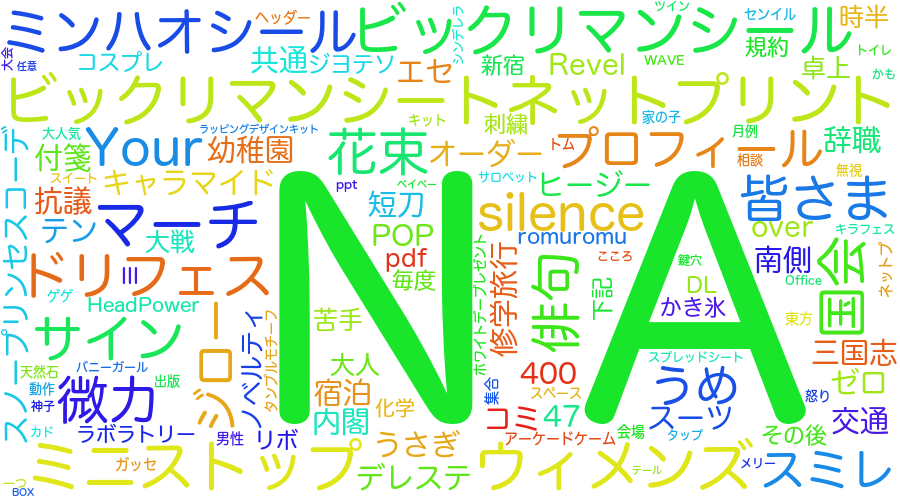 ミンハオシール
ヘッダー
ビックリマンシール
ツイン
シンデレラ
センイル
時半
大会
任意
コスプレ
共通
ジョテソ
エセ
新宿
Revel
WAVE
規約
卓上
トイレ
かも
ビックリマンシートネットプリント
大人気
ラッピングデザインキット
キット
刺繍
家の子
月例
Your
幼稚園
花束
オーダー
トム
プロフィール
相談
辞職
付箋
スイート
キャラマイド
ppt
ベイベー
サロペット
ヒージー
無視
抗議
マーチ
短刀
silence
皆さま
テン
大戦
NA
POP
romuromu
over
キラフェス
スノープリンセスコーデ
ドリフェス
III
pdf
毎度
ホワイトデープレゼント
修学旅行
俳句
こころ
下記
鍵穴
南側
国会
ネットプ
ゲゲ
HeadPower
DL
Office
かき氷
サイン
ジロー
ノベルティ
タンブルモチーフ
苦手
東方
三国志
天然石
バニーガール
大人
スプレッドシート
動作
微力
出版
宿泊
400
うめ
ゼロ
神子
化学
集合
スペース
怒り
カド
ラボラトリー
男性
リボ
内閣
コミ
47
スーツ
交通
アーケードケーム
会場
タップ
その後
ミニストップ
ガッセ
うさぎ
デレステ
ウィメンズ
テール
メリー
スミレ
一つ
BOX